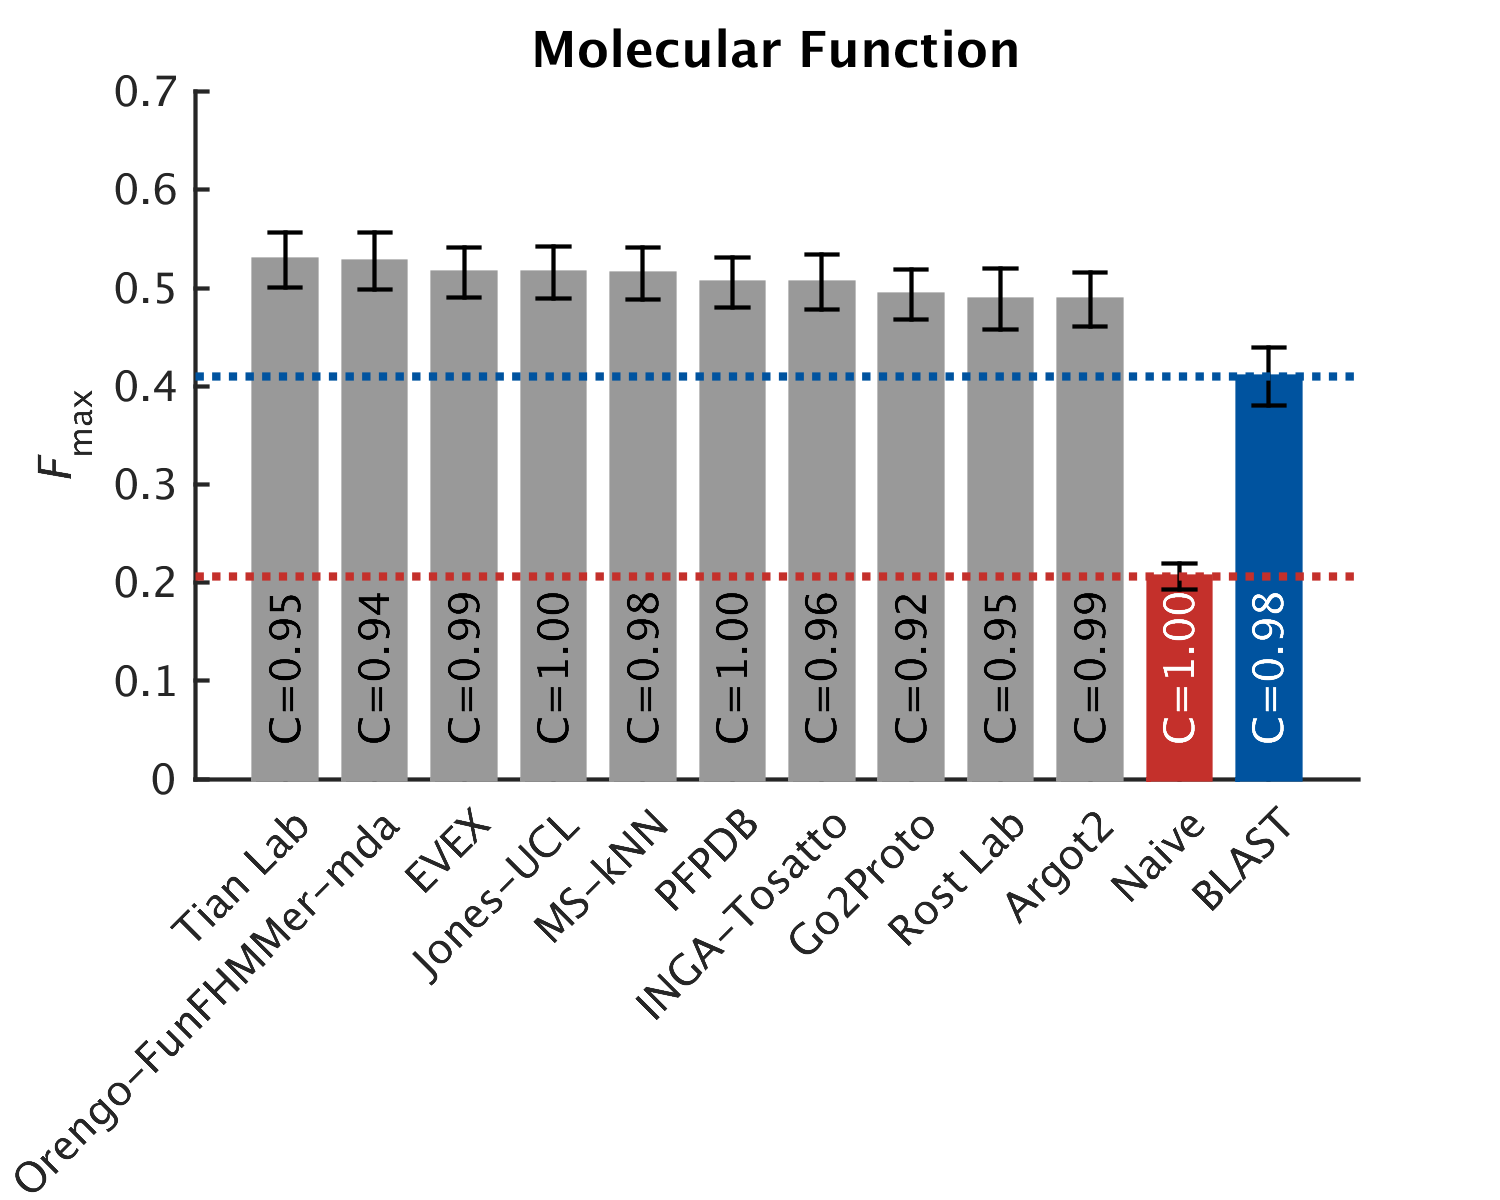 Molecular Function
0.7
0.6
0.5
0.4
0.3
0.2
0.1
0
Fmax
C=0.95
C=0.94
C=0.99
C=1.00
C=0.98
C=1.00
C=0.96
C=0.92
C=0.95
C=0.99
C=1.00
C=0.98
Tian Lab
Orengo-FunFHMMer-mda
EVEX
Jones-UCL
MS-kNN
PFPDB
INGA-Tosatto
Go2Proto
Rost Lab
Argot2
Naive
BLAST